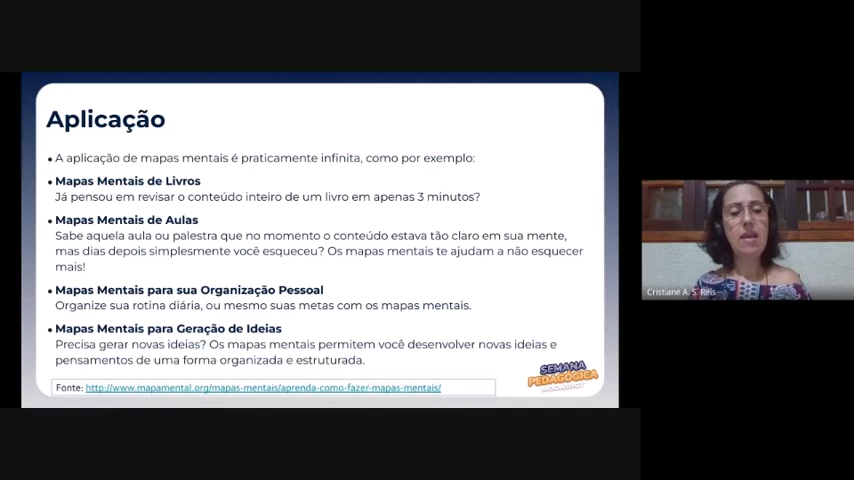 Aplicação
• A aplicação de mapas mentais é praticamente infinita, como por exemplo:
• Mapas Mentais de Livros
Já pensou em revisar o conteúdo inteiro de um livro em apenas 3 minutos?
• Mapas Mentais de Aulas
Sabe aquela aula ou palestra que no momento o conteúdo estava tão claro em sua mente,
mas dias depois simplesmente você esqueceu? Os mapas mentais te ajudam a não esquecer
mais!
• Mapas Mentais para sua Organização Pessoal
Organize sua rotina diária, ou mesmo suas metas com os mapas mentais.
• Mapas Mentais para Geração de Ideias
Precisa gerar novas ideias? Os mapas mentais permitem você desenvolver novas ideias e
pensamentos de uma forma organizada e estruturada.
Fonte: http://www.mapamental.org/mapas-mentais/aprenda-como-fazer-mapas-mentais/
SEMANA
PEDAGÓGICA
MOONSHOT
Cristiane A. S. Reis